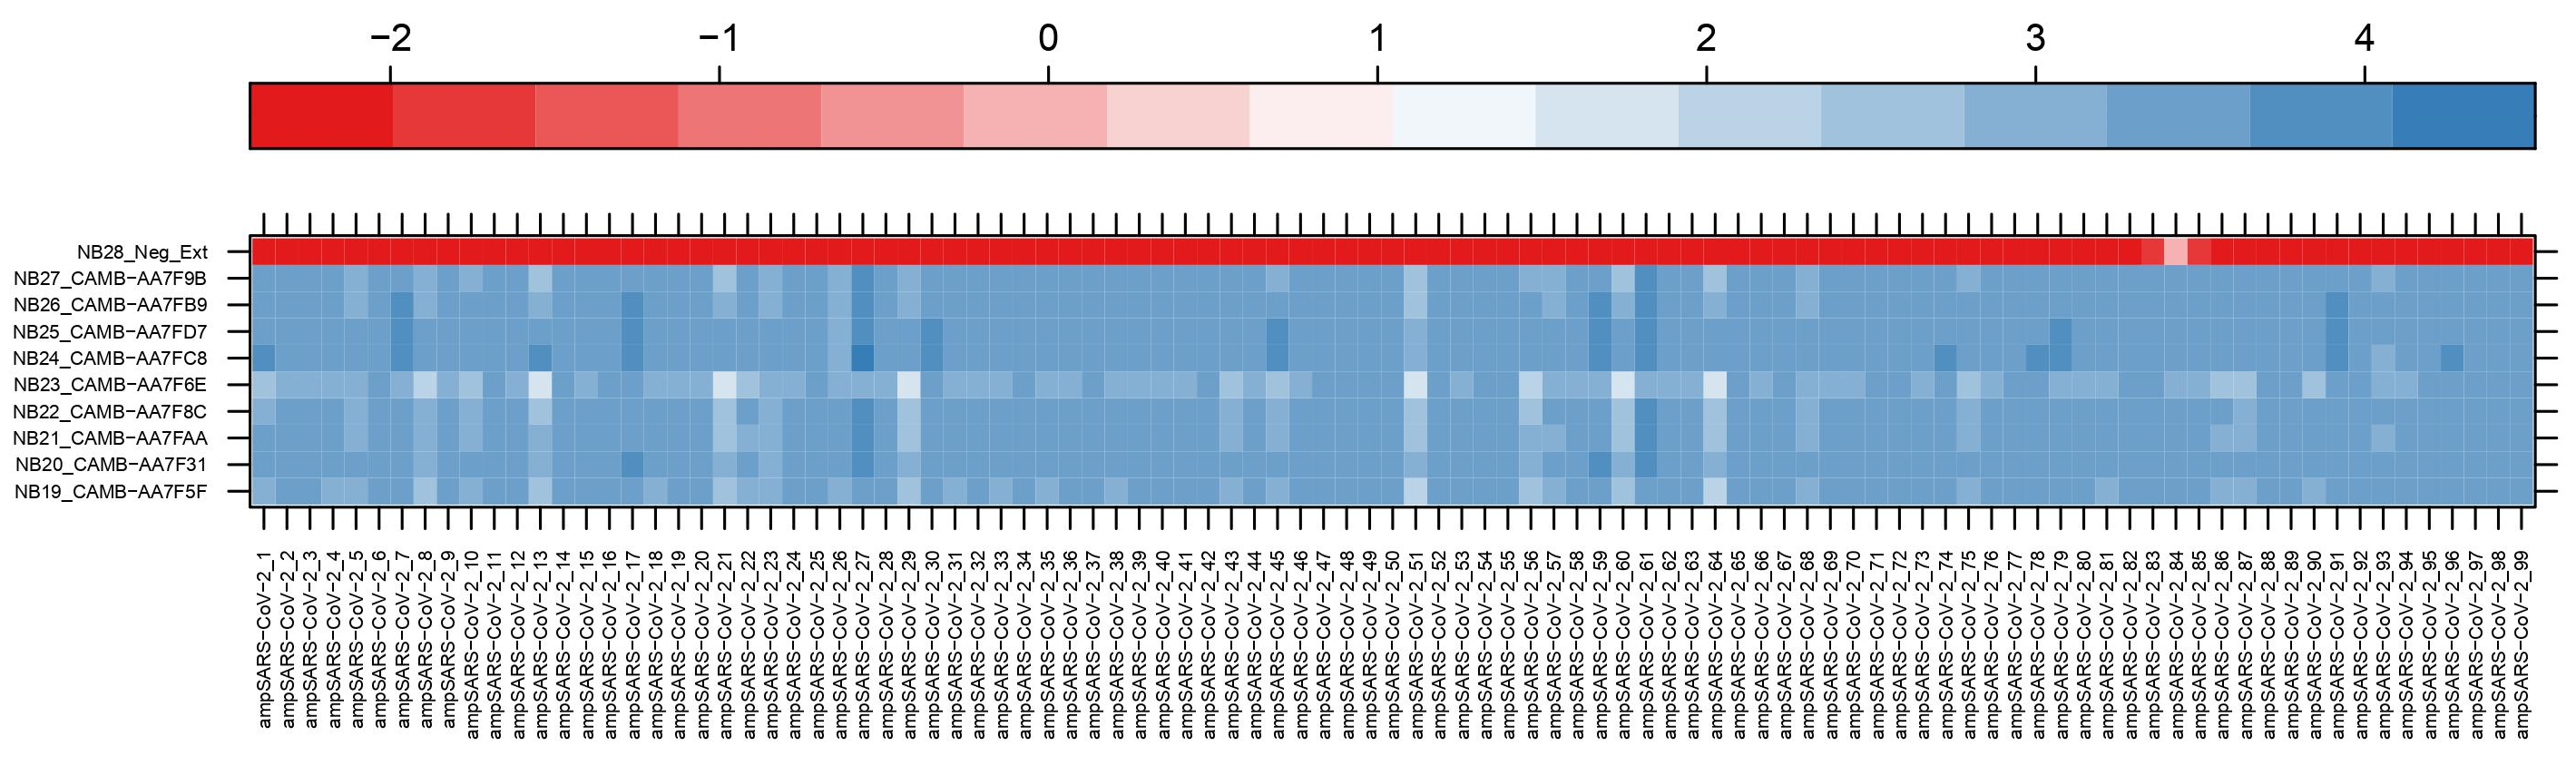 −2 −1 0 1 2 3 4
NB28_Neg_Ext
NB27_CAMB−AA7F9B
NB26_CAMB−AA7FB9
NB25_CAMB−AA7FD7
NB24_CAMB−AA7FC8
NB23_CAMB−AA7F6E
NB22_CAMB−AA7F8C
NB21_CAMB−AA7FAA
NB20_CAMB−AA7F31
NB19_CAMB−AA7F5F
ampSARS−CoV−2_1
ampSARS−CoV−2_2
ampSARS−CoV−2_3
ampSARS−CoV−2_4
ampSARS−CoV−2_5
ampSARS−CoV−2_6
ampSARS−CoV−2_7
ampSARS−CoV−2_8
ampSARS−CoV−2_9
ampSARS−CoV−2_10
ampSARS−CoV−2_11
ampSARS−CoV−2_12
ampSARS−CoV−2_13
ampSARS−CoV−2_14
ampSARS−CoV−2_15
ampSARS−CoV−2_16
ampSARS−CoV−2_17
ampSARS−CoV−2_18
ampSARS−CoV−2_19
ampSARS−CoV−2_20
ampSARS−CoV−2_21
ampSARS−CoV−2_22
ampSARS−CoV−2_23
ampSARS−CoV−2_24
ampSARS−CoV−2_25
ampSARS−CoV−2_26
ampSARS−CoV−2_27
ampSARS−CoV−2_28
ampSARS−CoV−2_29
ampSARS−CoV−2_30
ampSARS−CoV−2_31
ampSARS−CoV−2_32
ampSARS−CoV−2_33
ampSARS−CoV−2_34
ampSARS−CoV−2_35
ampSARS−CoV−2_36
ampSARS−CoV−2_37
ampSARS−CoV−2_38
ampSARS−CoV−2_39
ampSARS−CoV−2_40
ampSARS−CoV−2_41
ampSARS−CoV−2_42
ampSARS−CoV−2_43
ampSARS−CoV−2_44
ampSARS−CoV−2_45
ampSARS−CoV−2_46
ampSARS−CoV−2_47
ampSARS−CoV−2_48
ampSARS−CoV−2_49
ampSARS−CoV−2_50
ampSARS−CoV−2_51
ampSARS−CoV−2_52
ampSARS−CoV−2_53
ampSARS−CoV−2_54
ampSARS−CoV−2_55
ampSARS−CoV−2_56
ampSARS−CoV−2_57
ampSARS−CoV−2_58
ampSARS−CoV−2_59
ampSARS−CoV−2_60
ampSARS−CoV−2_61
ampSARS−CoV−2_62
ampSARS−CoV−2_63
ampSARS−CoV−2_64
ampSARS−CoV−2_65
ampSARS−CoV−2_66
ampSARS−CoV−2_67
ampSARS−CoV−2_68
ampSARS−CoV−2_69
ampSARS−CoV−2_70
ampSARS−CoV−2_71
ampSARS−CoV−2_72
ampSARS−CoV−2_73
ampSARS−CoV−2_74
ampSARS−CoV−2_75
ampSARS−CoV−2_76
ampSARS−CoV−2_77
ampSARS−CoV−2_78
ampSARS−CoV−2_79
ampSARS−CoV−2_80
ampSARS−CoV−2_81
ampSARS−CoV−2_82
ampSARS−CoV−2_83
ampSARS−CoV−2_84
ampSARS−CoV−2_85
ampSARS−CoV−2_86
ampSARS−CoV−2_87
ampSARS−CoV−2_88
ampSARS−CoV−2_89
ampSARS−CoV−2_90
ampSARS−CoV−2_91
ampSARS−CoV−2_92
ampSARS−CoV−2_93
ampSARS−CoV−2_94
ampSARS−CoV−2_95
ampSARS−CoV−2_96
ampSARS−CoV−2_97
ampSARS−CoV−2_98
ampSARS−CoV−2_99